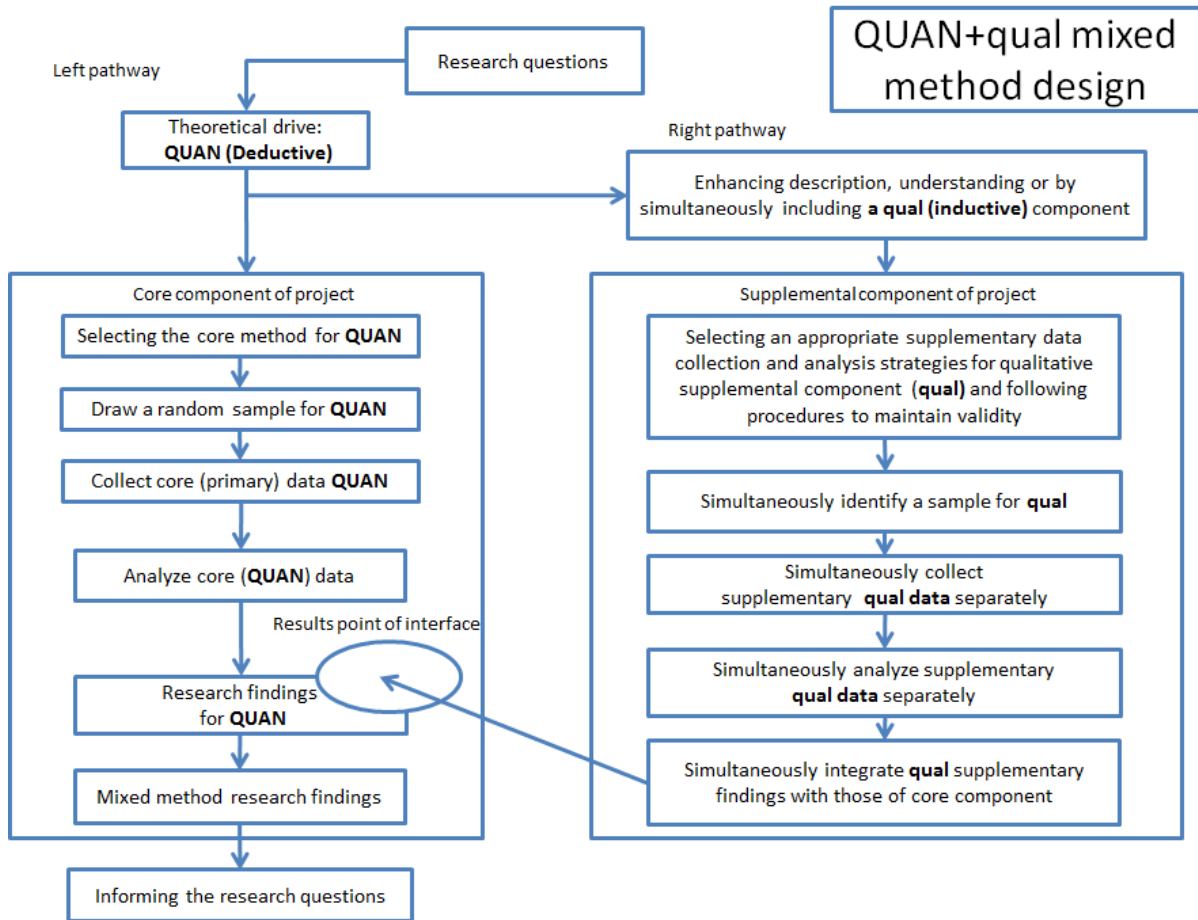 QUAN+qual mixed
method design
Research questions
Left pathway
Theoretical drive:
QUAN (Deductive)
Right pathway
Enhancing description, understanding or by
simultaneously including a qual (inductive) component
Core component of project
Selecting the core method for QUAN
Draw a random sample for QUAN
Collect core (primary) data QUAN
Analyze core (QUAN) data
Results point of interface
Research findings
for QUAN
Mixed method research findings
Informing the research questions
Supplemental component of project
Selecting an appropriate supplementary data
collection and analysis strategies for qualitative
supplemental component (qual) and following
procedures to maintain validity
Simultaneously identify a sample for qual
Simultaneously collect
supplementary qual data separately
Simultaneously analyze supplementary
qual data separately
Simultaneously integrate qual supplementary
findings with those of core component